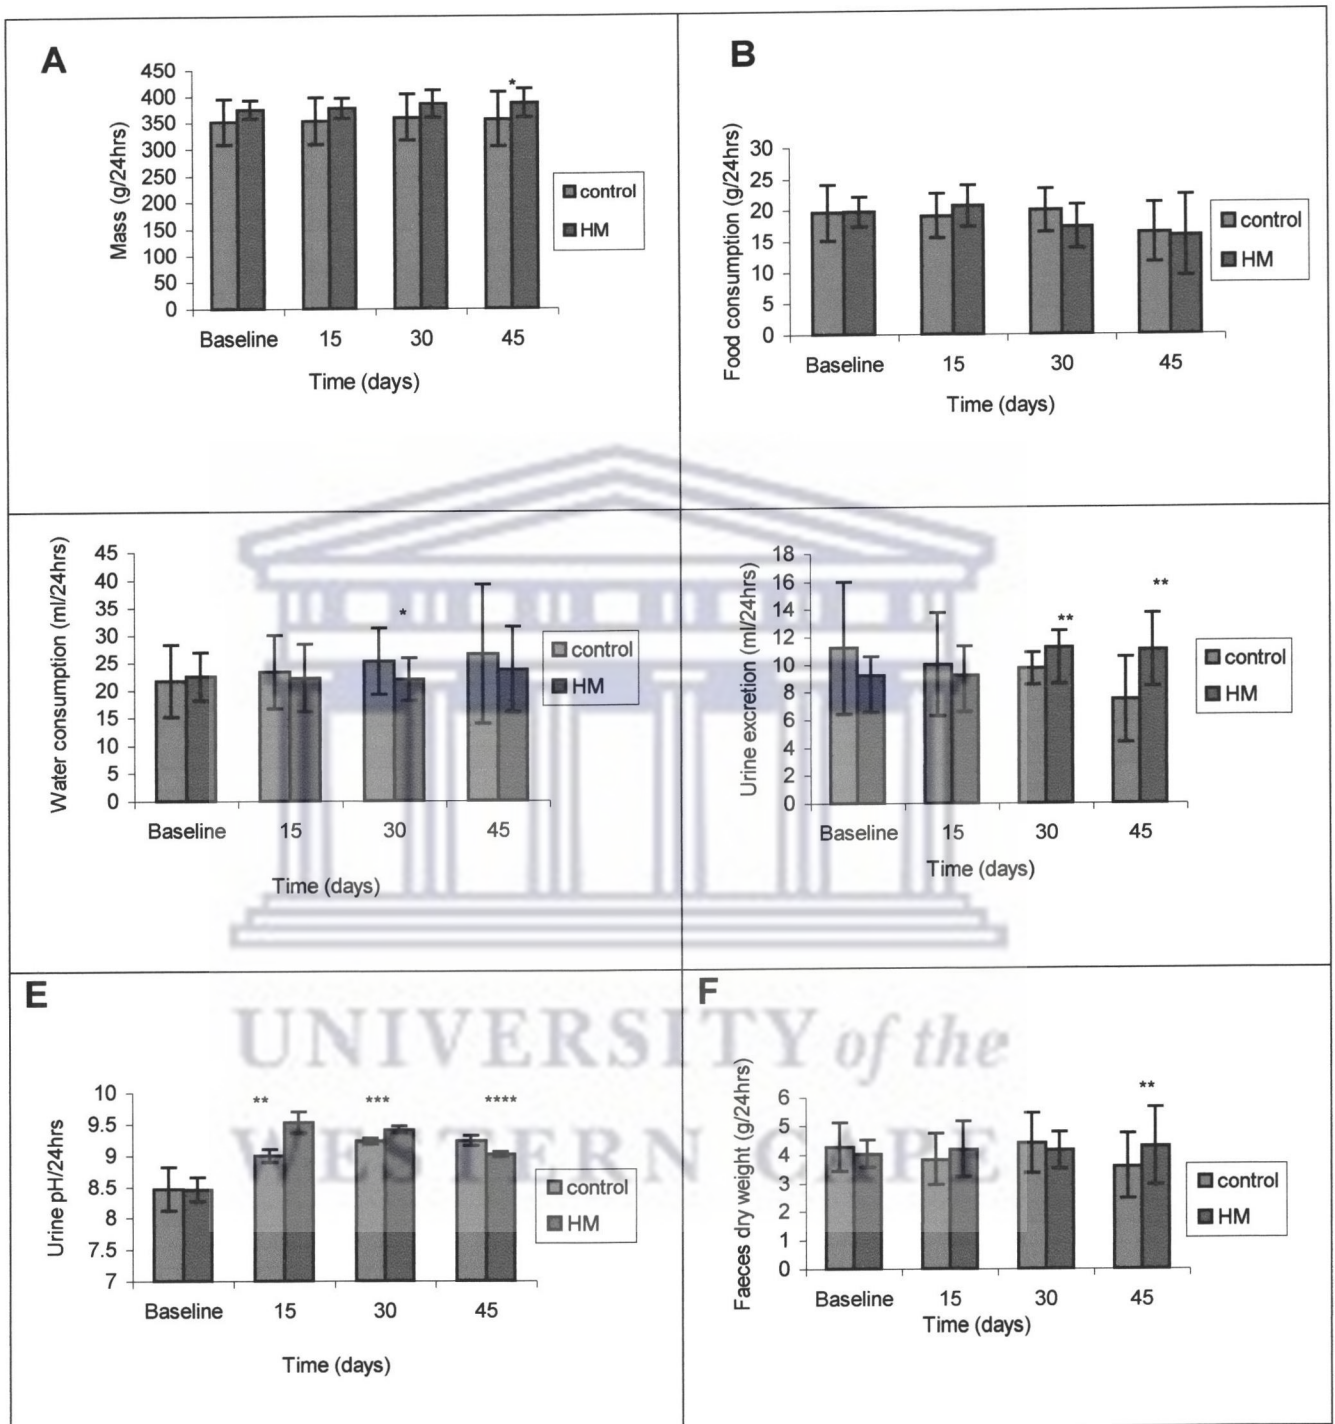 A
450
400
350
300
250
200
150
100
50
0
Mass (g/24hrs)
*
Baseline 15 30 45
Time (days)
control
HM
B
30
25
20
15
10
5
0
Food consumption (g/24hrs)
Baseline 15 30 45
Time (days)
control
HM
45
40
35
30
25
20
15
10
5
0
Water consumption (ml/24hrs)
*
Baseline 15 30 45
Time (days)
control
HM
18
16
14
12
10
8
6
4
2
0
Urine excretion (ml/24hrs)
** **
Baseline 15 30 45
Time (days)
control
HM
UNIVERSITY of the
WESTERN CAPE
E
10
9.5
9
8.5
8
7.5
7
Urine pH/24hrs
** *** ****
Baseline 15 30 45
Time (days)
control
HM
F
6
5
4
3
2
1
0
Faeces dry weight (g/24hrs)
**
Baseline 15 30 45
Time (days)
control
HM